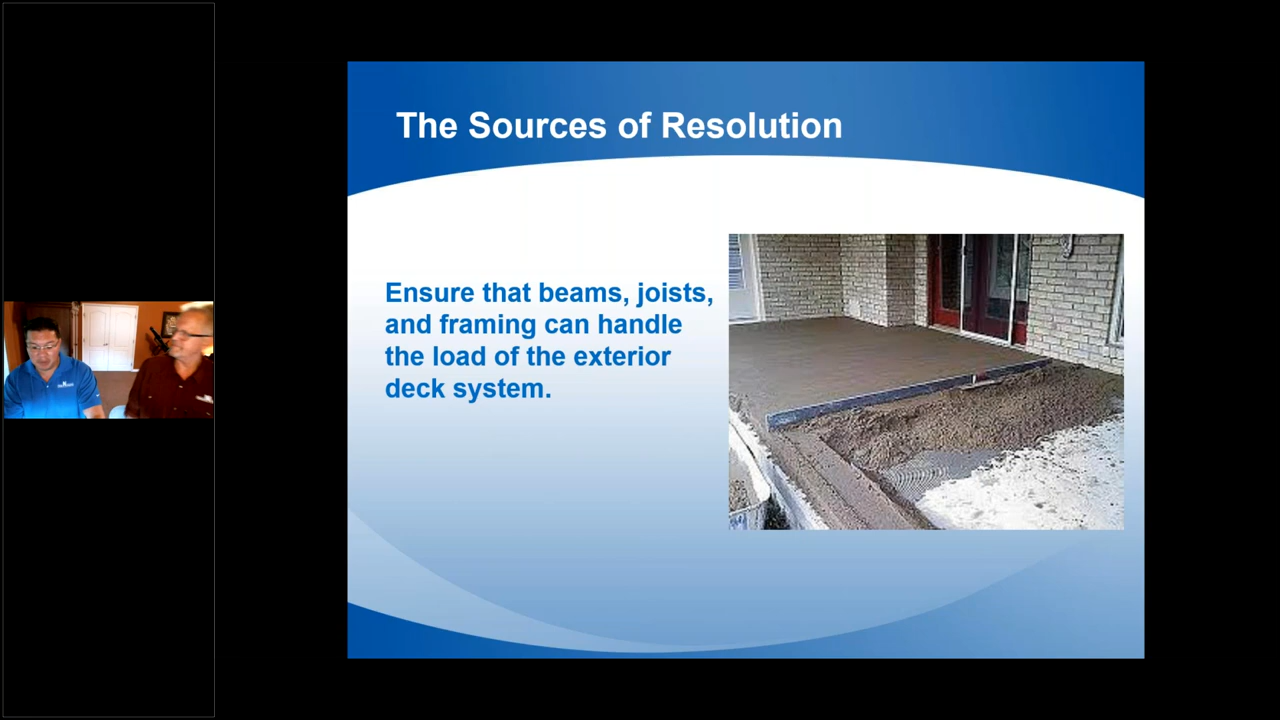 The Sources of Resolution
Ensure that beams, joists,
and framing can handle
the load of the exterior
deck system.